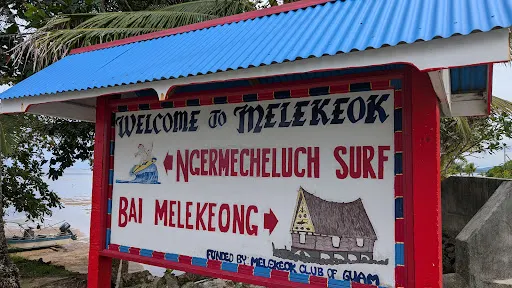 WELCOME TO MELEKEOK
NGERMECHELUCH SURF
BAI MELEKEONG
FUNDED BY MELEKEOK CLUB OF GUAM